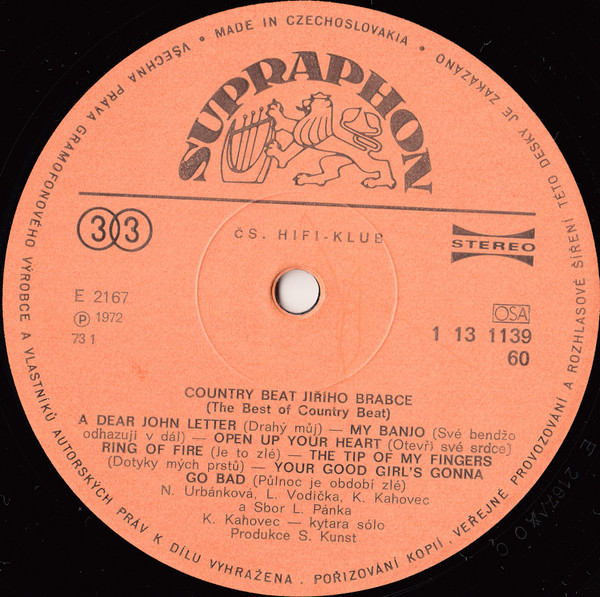 • MADE IN CZECHOSLOVAKIA •
VŠECHNA PRÁVA GRAMOFONOVÉHO VÝROBCE A VLASTNÍKŮ AUTORSKÝCH PRÁV K DÍLU VYHRAŽENA. POŘIZOVÁNÍ KOPIÍ, VEŘEJNÉ PROVOZOVÁNÍ A ROZHLASOVÉ ŠÍŘENÍ TÉTO DESKY JE ZAKÁZÁNO
SUPRAPHON
33
ČS. HIFI-KLUB
STEREO
E 2167
℗ 1972
73 1
OSA
1 13 1139
60
COUNTRY BEAT JIŘÍHO BRABCE
(The Best of Country Beat)
A DEAR JOHN LETTER (Drahý můj) — MY BANJO (Své bendžo
odhazuji v dál) — OPEN UP YOUR HEART (Otevři své srdce)
RING OF FIRE (Je to zlé) — THE TIP OF MY FINGERS
(Dotyky mých prstů) — YOUR GOOD GIRL'S GONNA
GO BAD (Půlnoc je období zlé)
N. Urbánková, L. Vodička, K. Kahovec
a Sbor L. Pánka
K. Kahovec — kytara sólo
Produkce S. Kunst